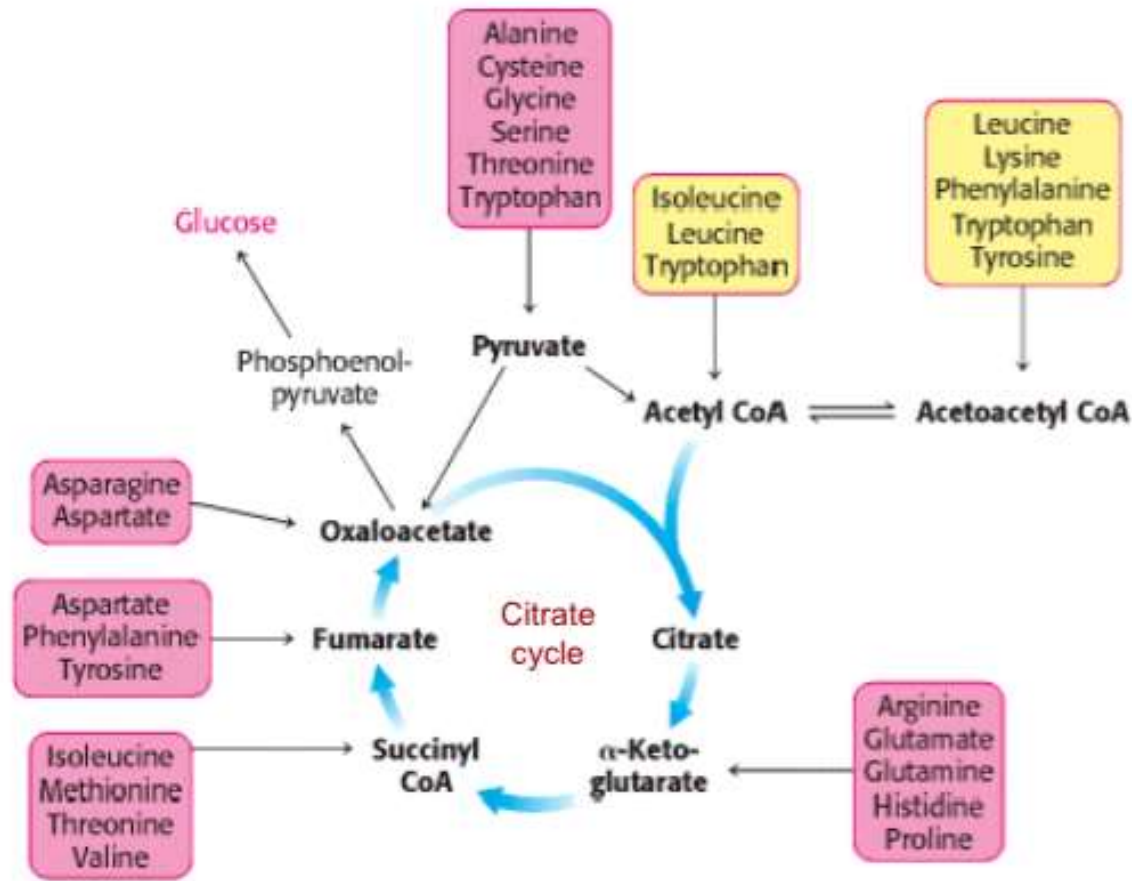 Alanine
Cysteine
Glycine
Serine
Threonine
Tryptophan
Leucine
Lysine
Phenylalanine
Tryptophan
Tyrosine
Isoleucine
Leucine
Tryptophan
Glucose
Pyruvate
Phosphoenol-
pyruvate
Acetyl CoA
Acetoacetyl CoA
Asparagine
Aspartate
Oxaloacetate
Aspartate
Phenylalanine
Tyrosine
Fumarate
Citrate
cycle
Citrate
Isoleucine
Methionine
Threonine
Valine
Succinyl
CoA
α-Keto-
glutarate
Arginine
Glutamate
Glutamine
Histidine
Proline